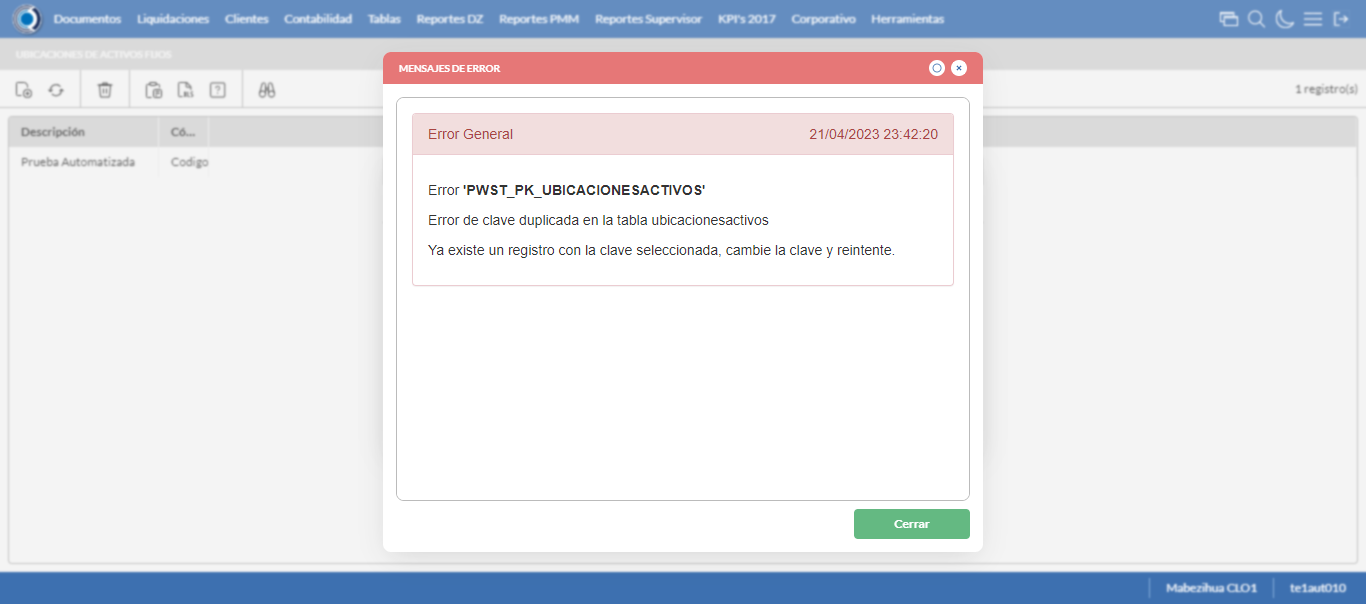 Documentos Liquidaciones Clientes Contabilidad Tablas Reportes DZ Reportes PMM Reportes Supervisor KPI's 2017 Corporativo Herramientas
UBICACIONES DE ACTIVOS FIJOS
MENSAJES DE ERROR
1 registro(s)
Error General 21/04/2023 23:42:20
Descripción Có...
Prueba Automatizada Codigo
Error 'PWST_PK_UBICACIONESACTIVOS'
Error de clave duplicada en la tabla ubicacionesactivos
Ya existe un registro con la clave seleccionada, cambie la clave y reintente.
Cerrar
Mabezihua CLO1 te1aut010